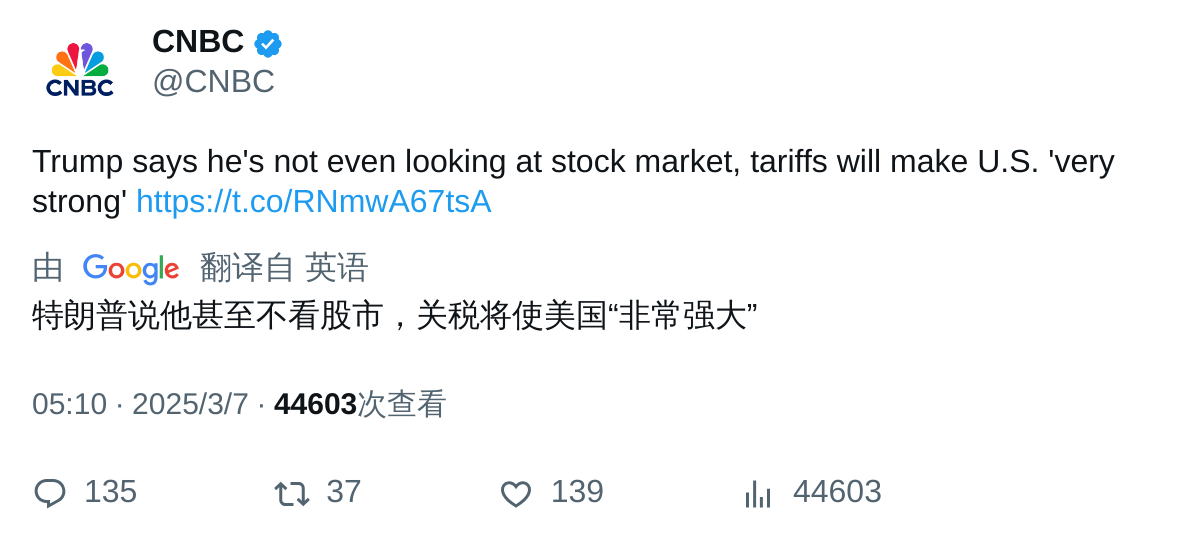 CNBC
CNBC
@CNBC
Trump says he's not even looking at stock market, tariffs will make U.S. 'very
strong' https://t.co/RNmwA67tsA
由 Google 翻译自 英语
特朗普说他甚至不看股市，关税将使美国“非常强大”
05:10 · 2025/3/7 · 44603次查看
135 37 139 44603